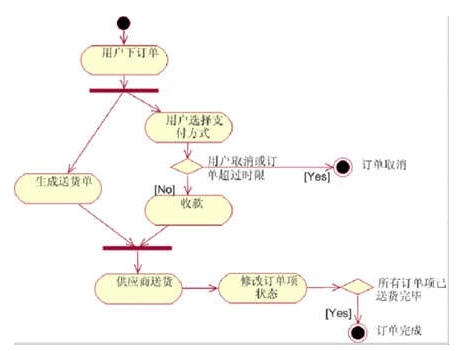 用户下订单
用户选择支
付方式
用户取消或订
单超过时限
[Yes]
订单取消
生成送货单
[No]
收款
供应商送货
修改订单项
状态
所有订单项已
送货完毕
[Yes]
订单完成